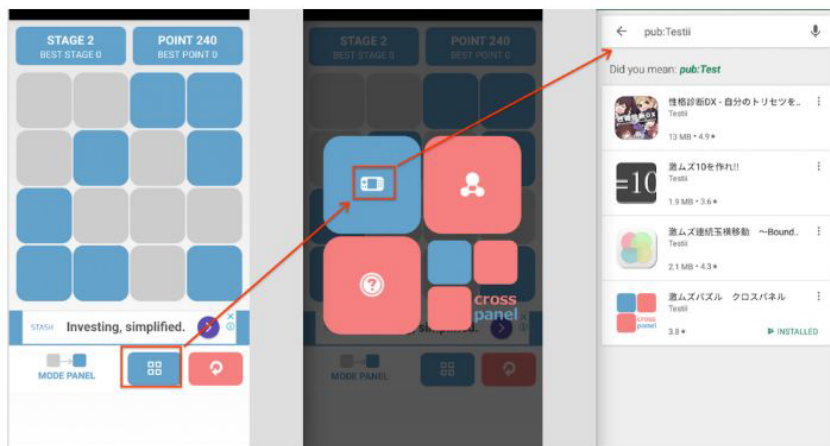 STAGE 2
BEST STAGE 0
POINT 240
BEST POINT 0
STASH
Investing, simplified.
MODE PANEL
STAGE 2
BEST STAGE 0
POINT 240
BEST POINT 0
cross
panel
MODE PANEL
pub:Testii
Did you mean: pub:Test
性格診断DX - 自分のトリセツを..
Testii
13 MB • 4.9★
=10
激ムズ10を作れ!!
Testii
1.9 MB • 3.6★
激ムズ連続玉横移動 ~Bound..
Testii
2.1 MB • 4.3★
激ムズパズル クロスパネル
Testii
cross
panel
3.8★
INSTALLED